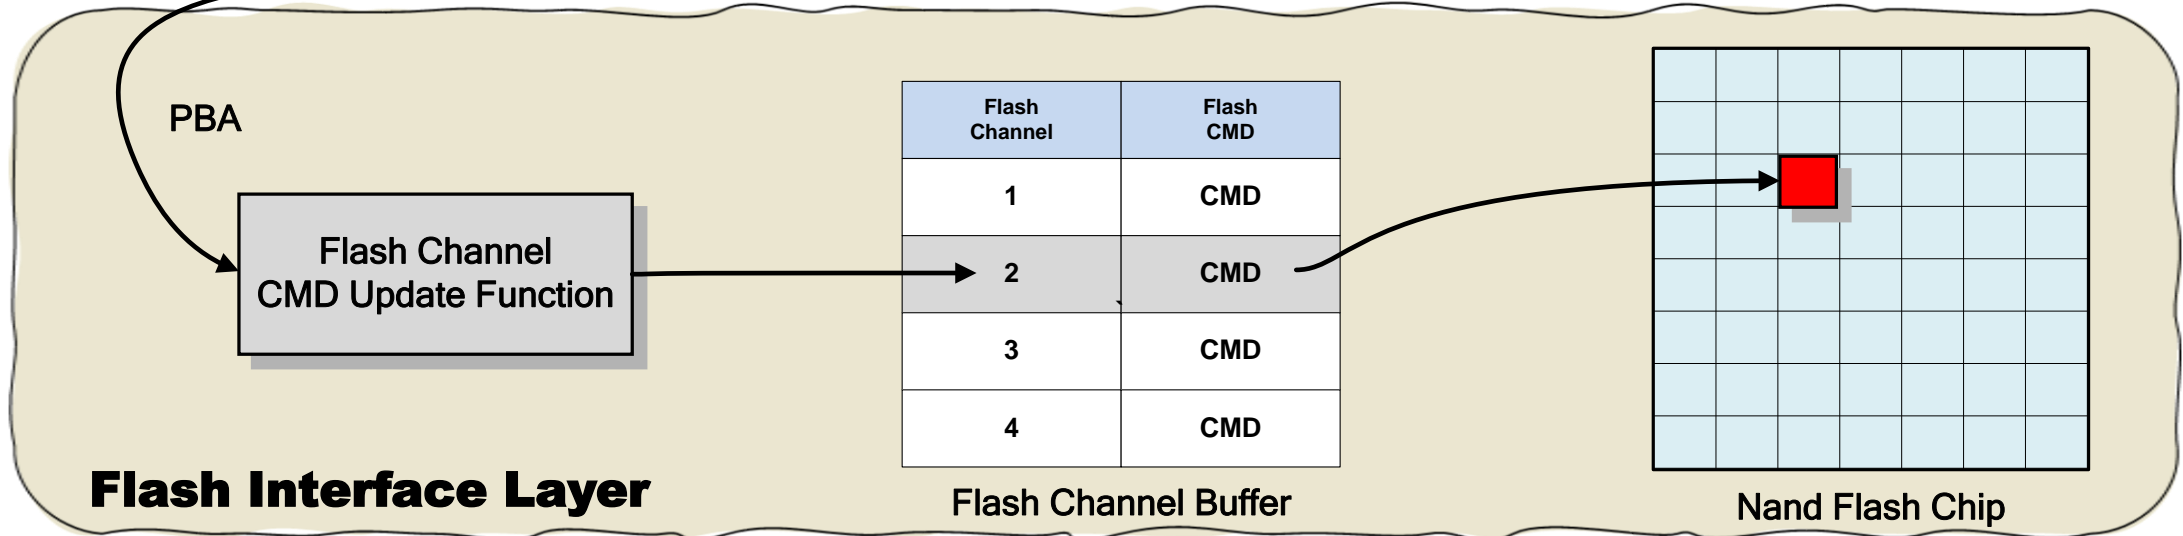 PBA
Flash Channel
CMD Update Function
Flash Interface Layer
Flash Channel
Flash CMD
1 CMD
2 CMD
3 CMD
4 CMD
Flash Channel Buffer
Nand Flash Chip